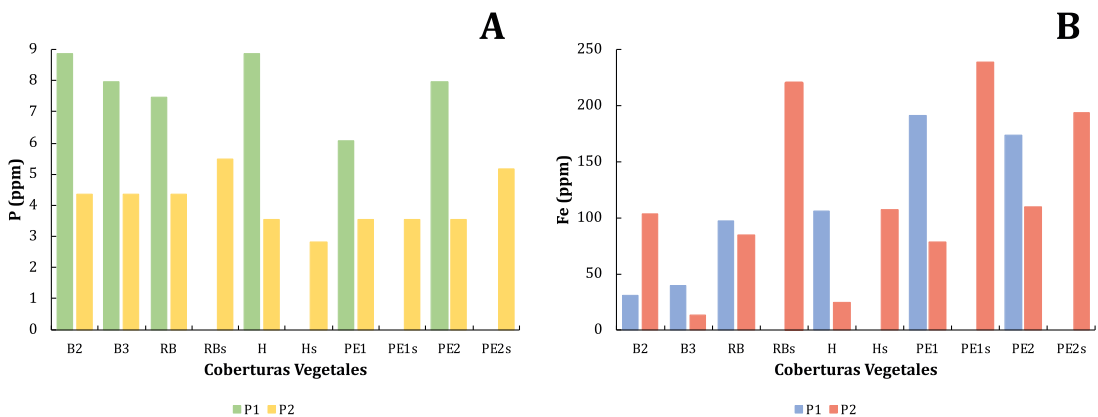 A
9
8
7
6
5
4
3
2
1
0
P (ppm)
B2 B3 RB RBs H Hs PE1 PE1s PE2 PE2s
Coberturas Vegetales
P1 P2
B
250
200
150
100
50
0
Fe (ppm)
B2 B3 RB RBs H Hs PE1 PE1s PE2 PE2s
Coberturas Vegetales
P1 P2